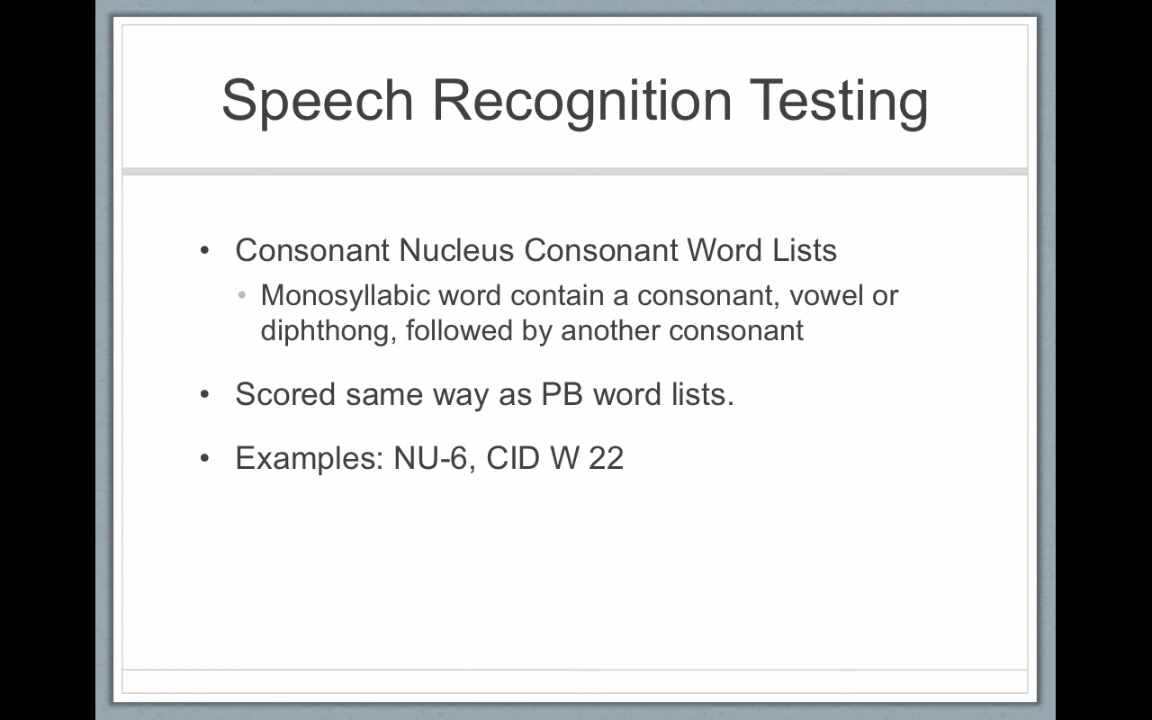 Speech Recognition Testing
• Consonant Nucleus Consonant Word Lists
• Monosyllabic word contain a consonant, vowel or
diphthong, followed by another consonant
• Scored same way as PB word lists.
• Examples: NU-6, CID W 22